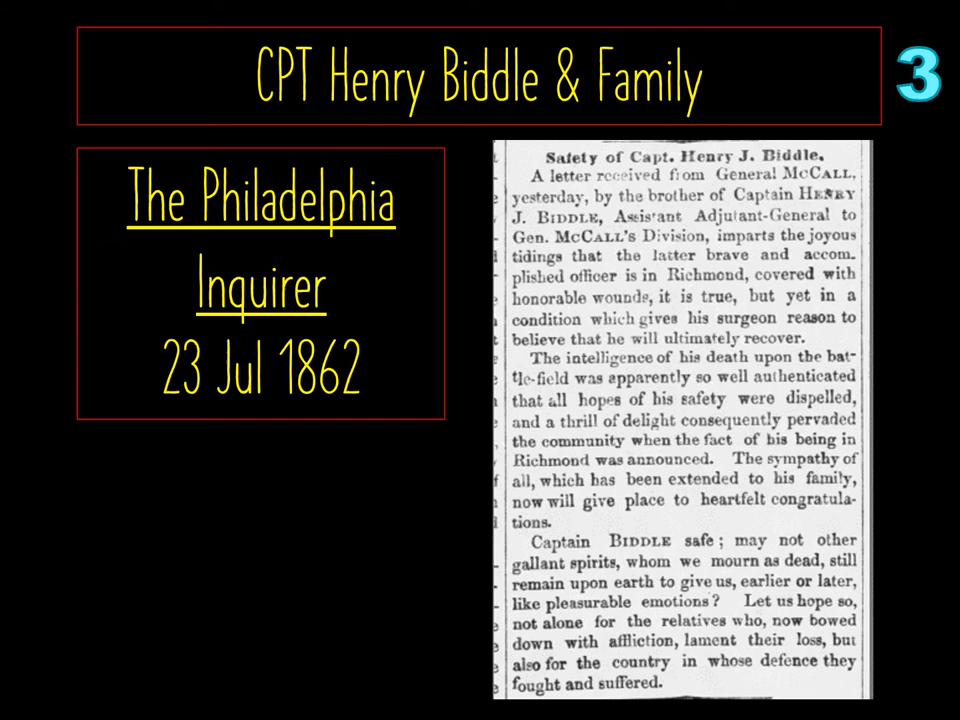 CPT Henry Biddle & Family
3
The Philadelphia
Inquirer
23 Jul 1862
Safety of Capt. Henry J. Biddle.
A letter received from General McCALL,
yesterday, by the brother of Captain HENRY
J. BIDDLE, Assistant Adjutant-General to
Gen. McCALL'S Division, imparts the joyous
tidings that the latter brave and accom-
plished officer is in Richmond, covered with
honorable wounds, it is true, but yet in a
condition which gives his surgeon reason to
believe that he will ultimately recover.
The intelligence of his death upon the bat-
tle-field was apparently so well authenticated
that all hopes of his safety were dispelled,
and a thrill of delight consequently pervaded
the community when the fact of his being in
Richmond was announced. The sympathy of
all, which has been extended to his family,
now will give place to heartfelt congratula-
tions.
Captain BIDDLE safe; may not other
gallant spirits, whom we mourn as dead, still
remain upon earth to give us, earlier or later,
like pleasurable emotions? Let us hope so,
not alone for the relatives who, now bowed
down with affliction, lament their loss, but
also for the country in whose defence they
fought and suffered.